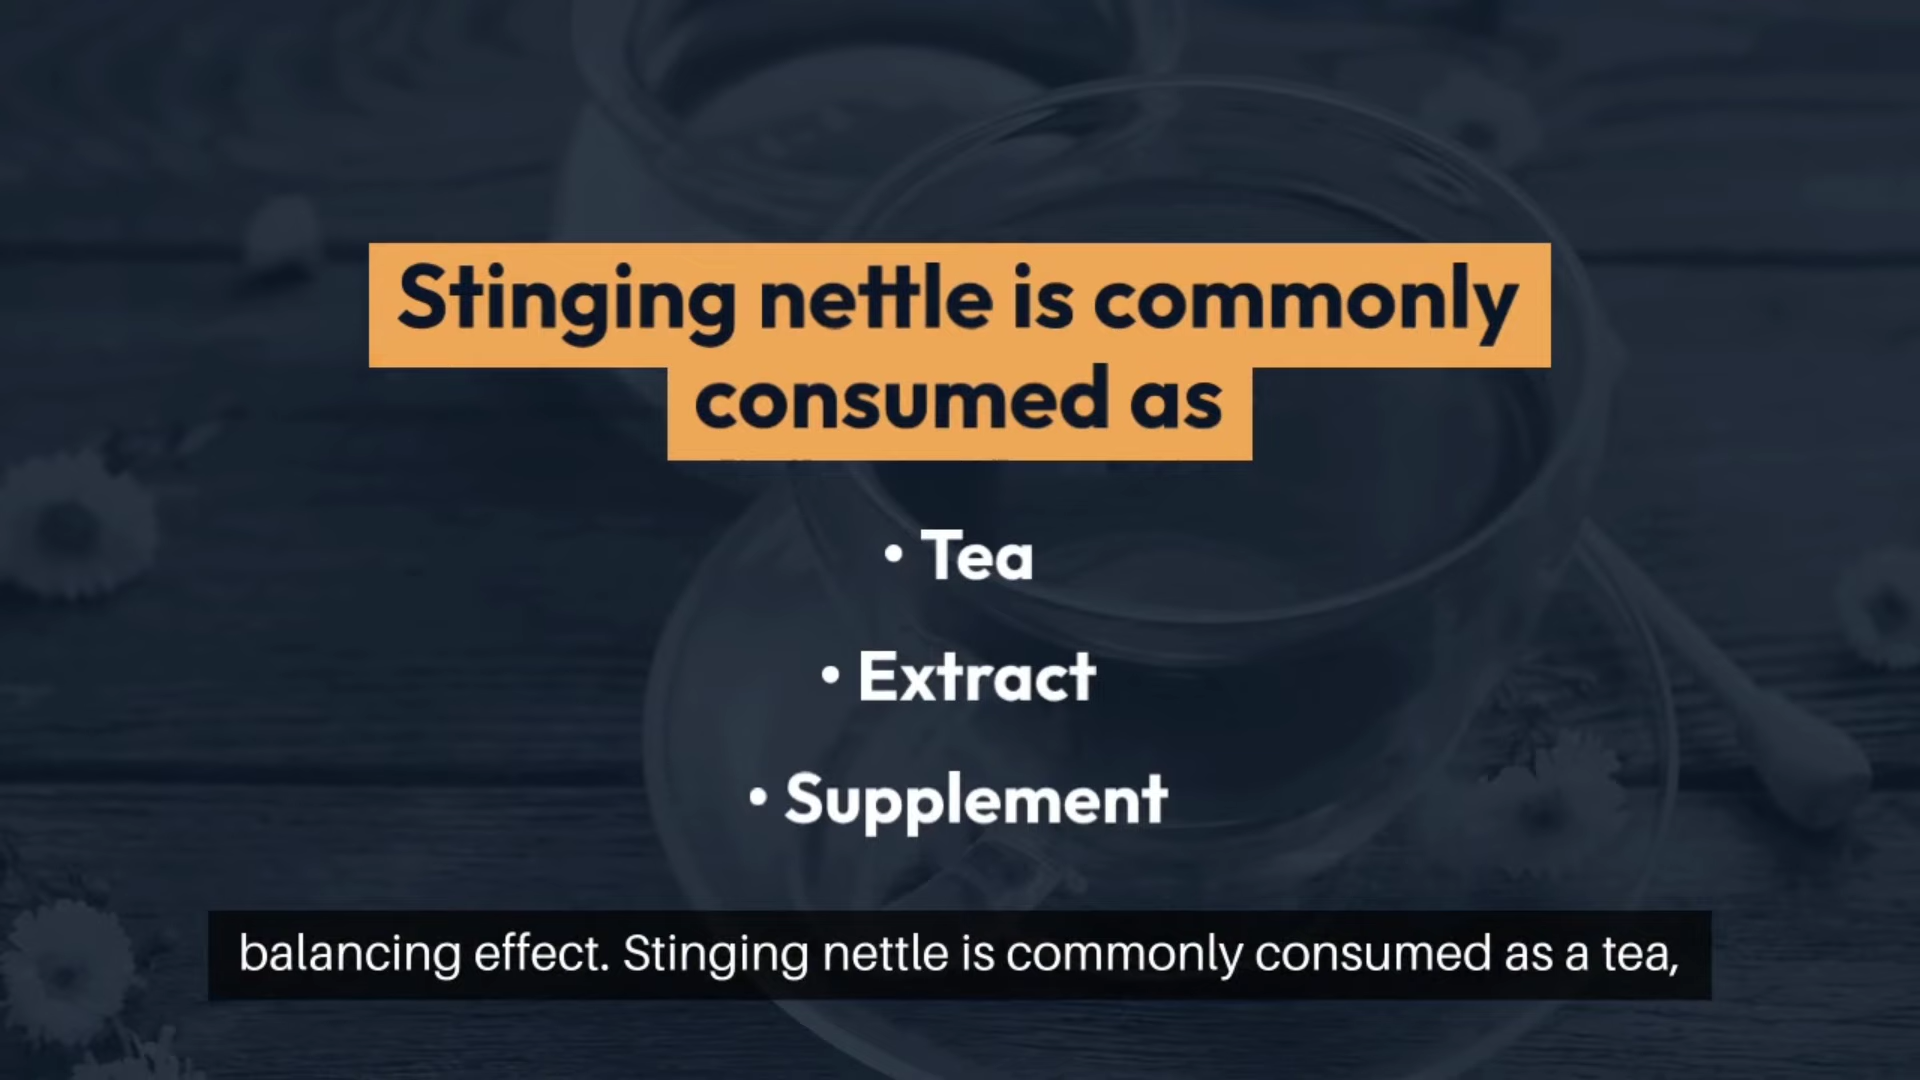 Stinging nettle is commonly
consumed as
• Tea
• Extract
• Supplement
balancing effect. Stinging nettle is commonly consumed as a tea,